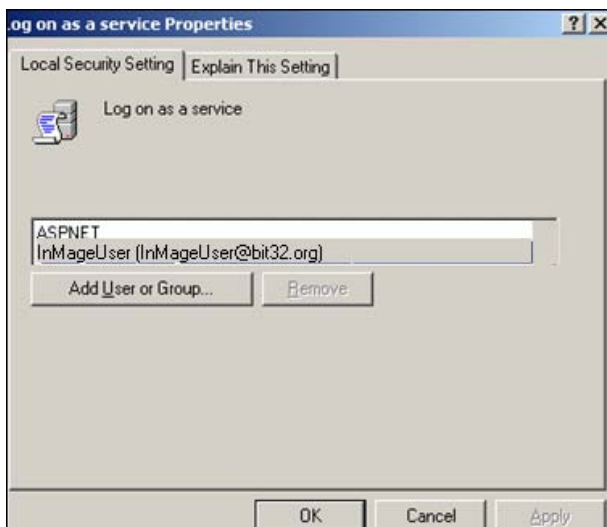 og on as a service Properties
Local Security Setting
Explain This Setting
Log on as a service
ASPNET
InMageUser (InMageUser@bit32.org)
Add User or Group...
Remove
OK
Cancel
Apply